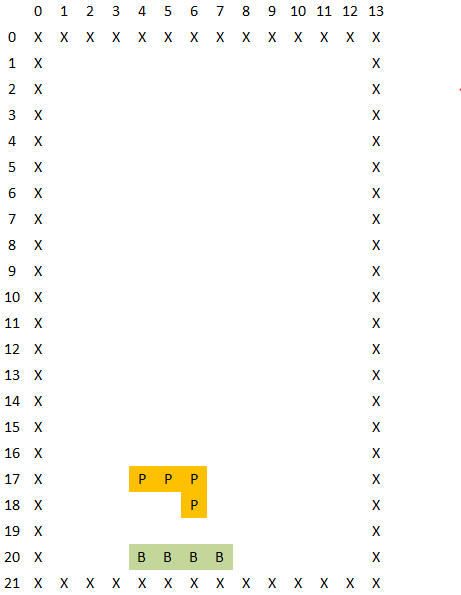 0 1 2 3 4 5 6 7 8 9 10 11 12 13
0 X X X X X X X X X X X X X X
1 X X
2 X X
3 X X
4 X X
5 X X
6 X X
7 X X
8 X X
9 X X
10 X X
11 X X
12 X X
13 X X
14 X X
15 X X
16 X X
17 X P P P X
18 X P X
19 X X
20 X B B B B X
21 X X X X X X X X X X X X X X